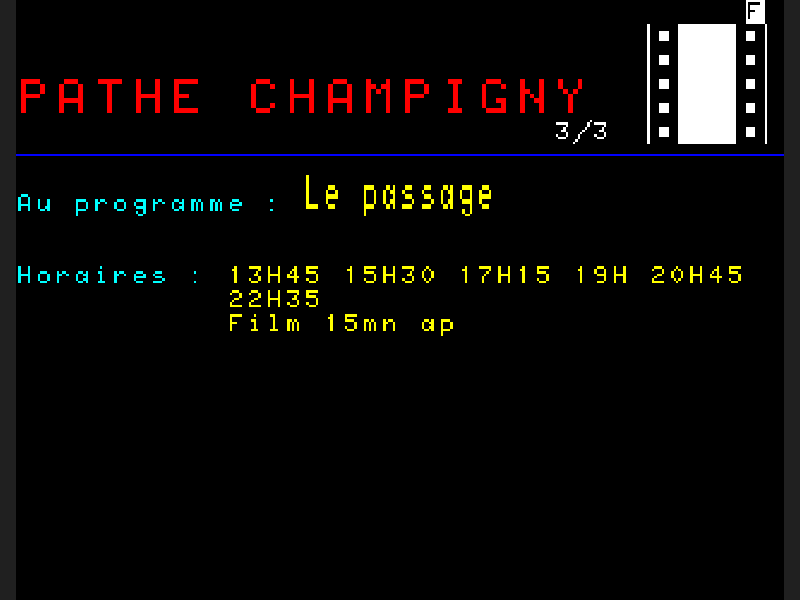 F
PATHE CHAMPIGNY
3/3
Au programme : Le passage
Horaires : 13H45 15H30 17H15 19H 20H45
22H35
Film 15mn ap